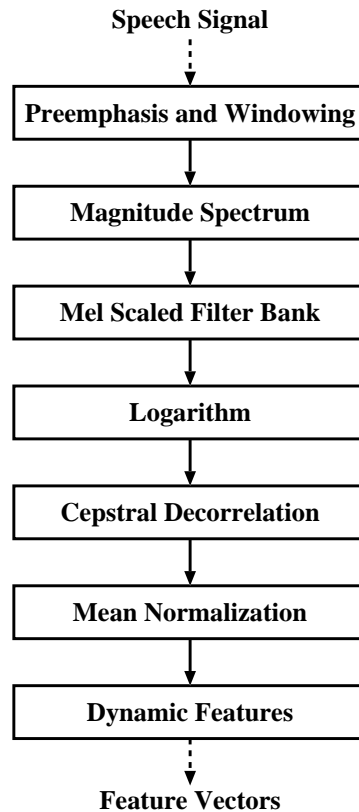 Speech Signal
Preemphasis and Windowing
Magnitude Spectrum
Mel Scaled Filter Bank
Logarithm
Cepstral Decorrelation
Mean Normalization
Dynamic Features
Feature Vectors